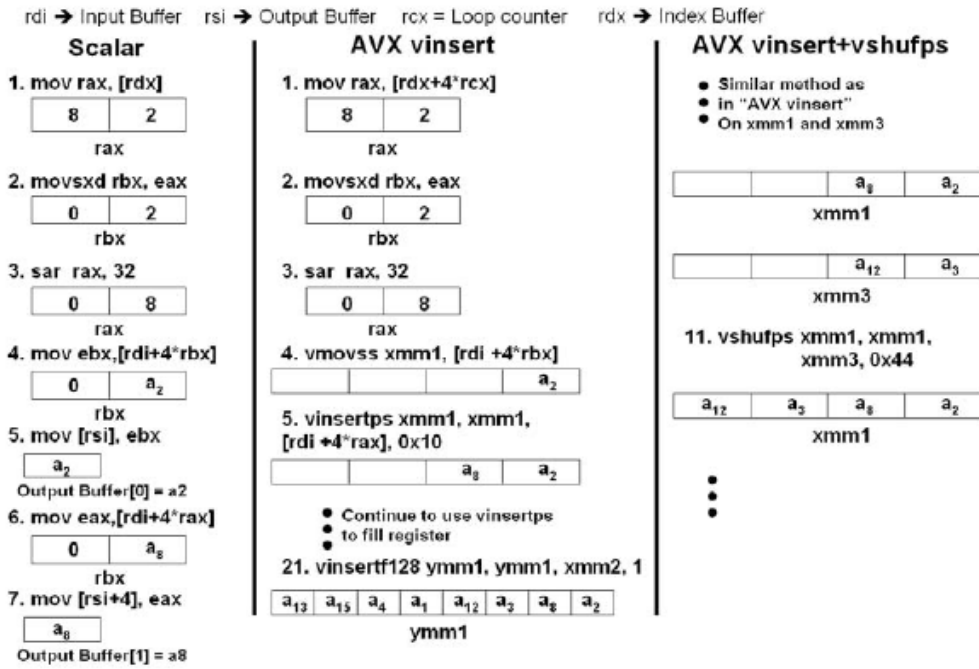 rdi → Input Buffer rsi → Output Buffer rcx = Loop counter rdx → Index Buffer
Scalar
1. mov rax, [rdx]
8 2
rax
2. movsxd rbx, eax
0 2
rbx
3. sar rax, 32
0 8
rax
4. mov ebx,[rdi+4*rbx]
0 a2
rbx
5. mov [rsi], ebx
a2
Output Buffer[0] = a2
6. mov eax,[rdi+4*rax]
0 a8
rbx
7. mov [rsi+4], eax
a8
Output Buffer[1] = a8
AVX vinsert
1. mov rax, [rdx+4*rcx]
8 2
rax
2. movsxd rbx, eax
0 2
rbx
3. sar rax, 32
0 8
rax
4. vmovss xmm1, [rdi +4*rbx]
a2
5. vinsertps xmm1, xmm1,
[rdi +4*rax], 0x10
a8 a2
• Continue to use vinsertps
• to fill register
•
21. vinsertf128 ymm1, ymm1, xmm2, 1
a13 a15 a4 a1 a12 a3 a8 a2
ymm1
AVX vinsert+vshufps
• Similar method as
• in "AVX vinsert"
• On xmm1 and xmm3
a8 a2
xmm1
a12 a3
xmm3
11. vshufps xmm1, xmm1,
xmm3, 0x44
a12 a3 a8 a2
xmm1